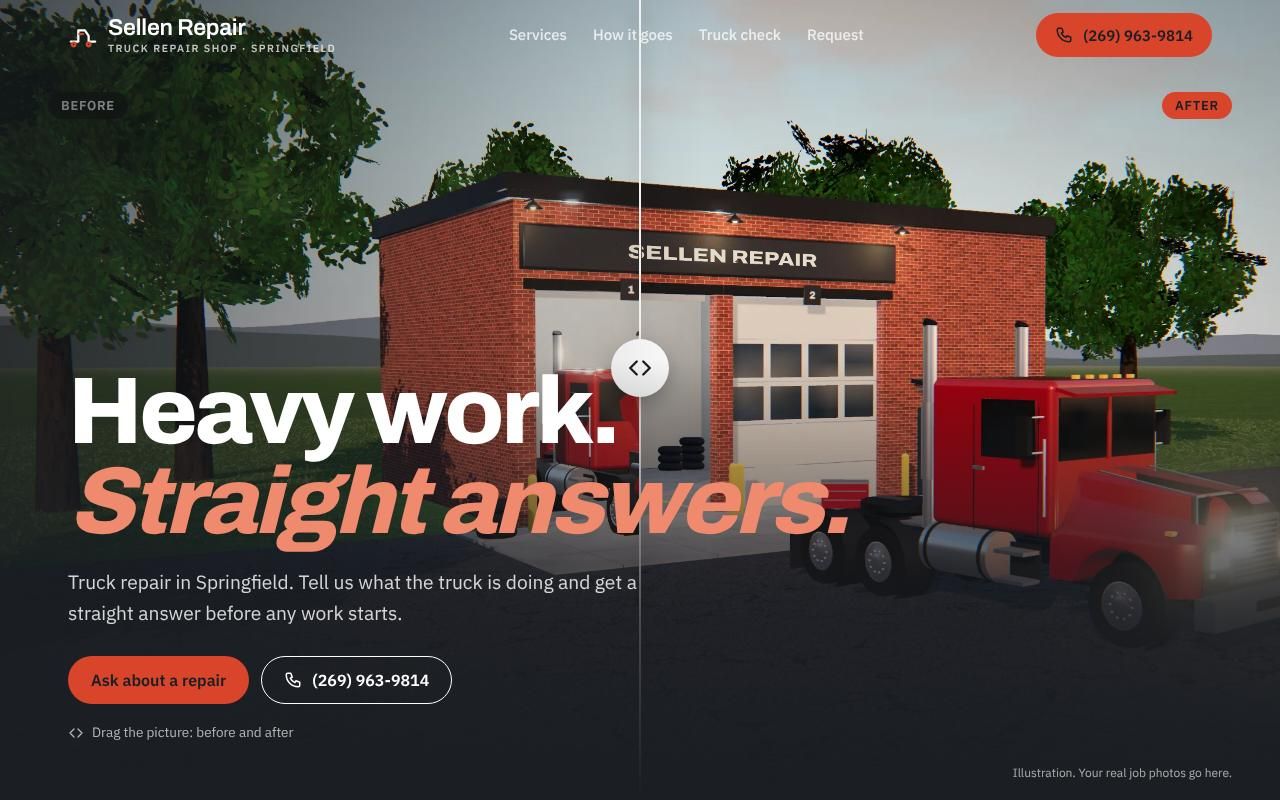 Sellen Repair
TRUCK REPAIR SHOP · SPRINGFIELD
Services
How it goes
Truck check
Request
(269) 963-9814
BEFORE
AFTER
SELLEN REPAIR
1
2
Heavy work.
Straight answers.
Truck repair in Springfield. Tell us what the truck is doing and get a
straight answer before any work starts.
Ask about a repair
(269) 963-9814
Drag the picture: before and after
Illustration. Your real job photos go here.